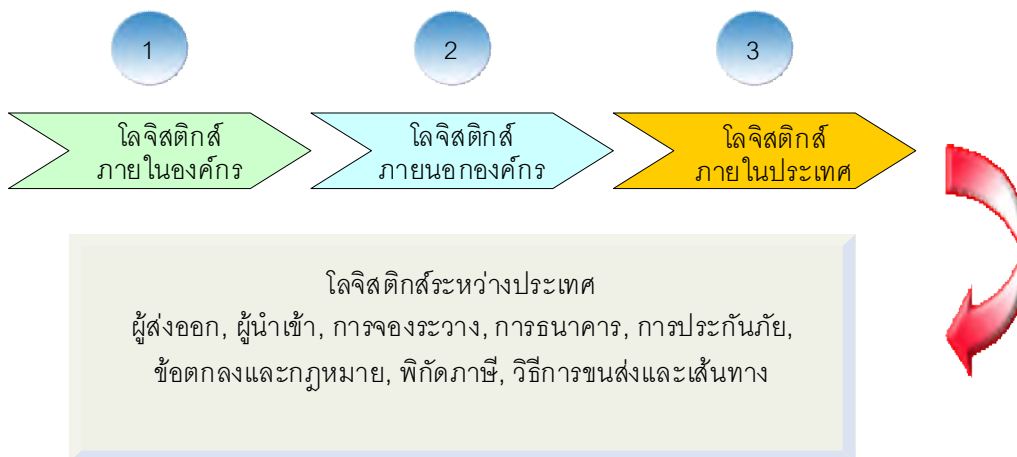 1
2
3
โลจิสติกส์
ภายในองค์กร
โลจิสติกส์
ภายนอกองค์กร
โลจิสติกส์
ภายในประเทศ
โลจิสติกส์ระหว่างประเทศ
ผู้ส่งออก, ผู้นำเข้า, การจองระวาง, การธนาคาร, การประกันภัย,
ข้อตกลงและกฎหมาย, พิกัดภาษี, วิธีการขนส่งและเส้นทาง